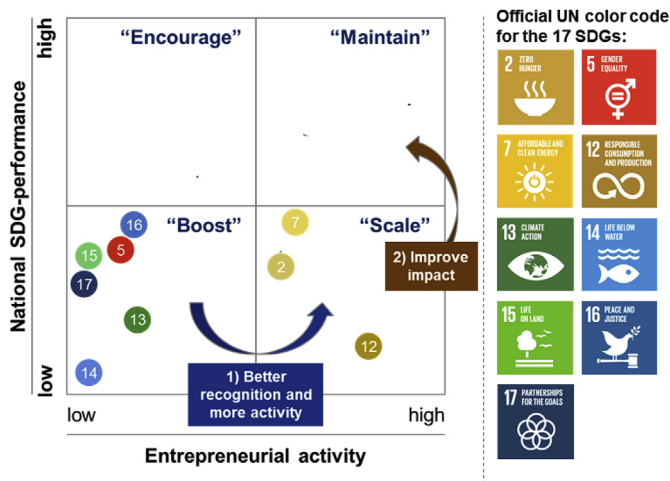 Official UN color code
for the 17 SDGs:
high
"Encourage"
"Maintain"
National SDG-performance
16
5
15
17
13
14
"Boost"
7
2
12
"Scale"
2) Improve
impact
1) Better
recognition and
more activity
low
low
high
Entrepreneurial activity
2 ZERO
HUNGER
5 GENDER
EQUALITY
7 AFFORDABLE AND
CLEAN ENERGY
12 RESPONSIBLE
CONSUMPTION
AND PRODUCTION
13 CLIMATE
ACTION
14 LIFE BELOW
WATER
15 LIFE
ON LAND
16 PEACE AND
JUSTICE
17 PARTNERSHIPS
FOR THE GOALS